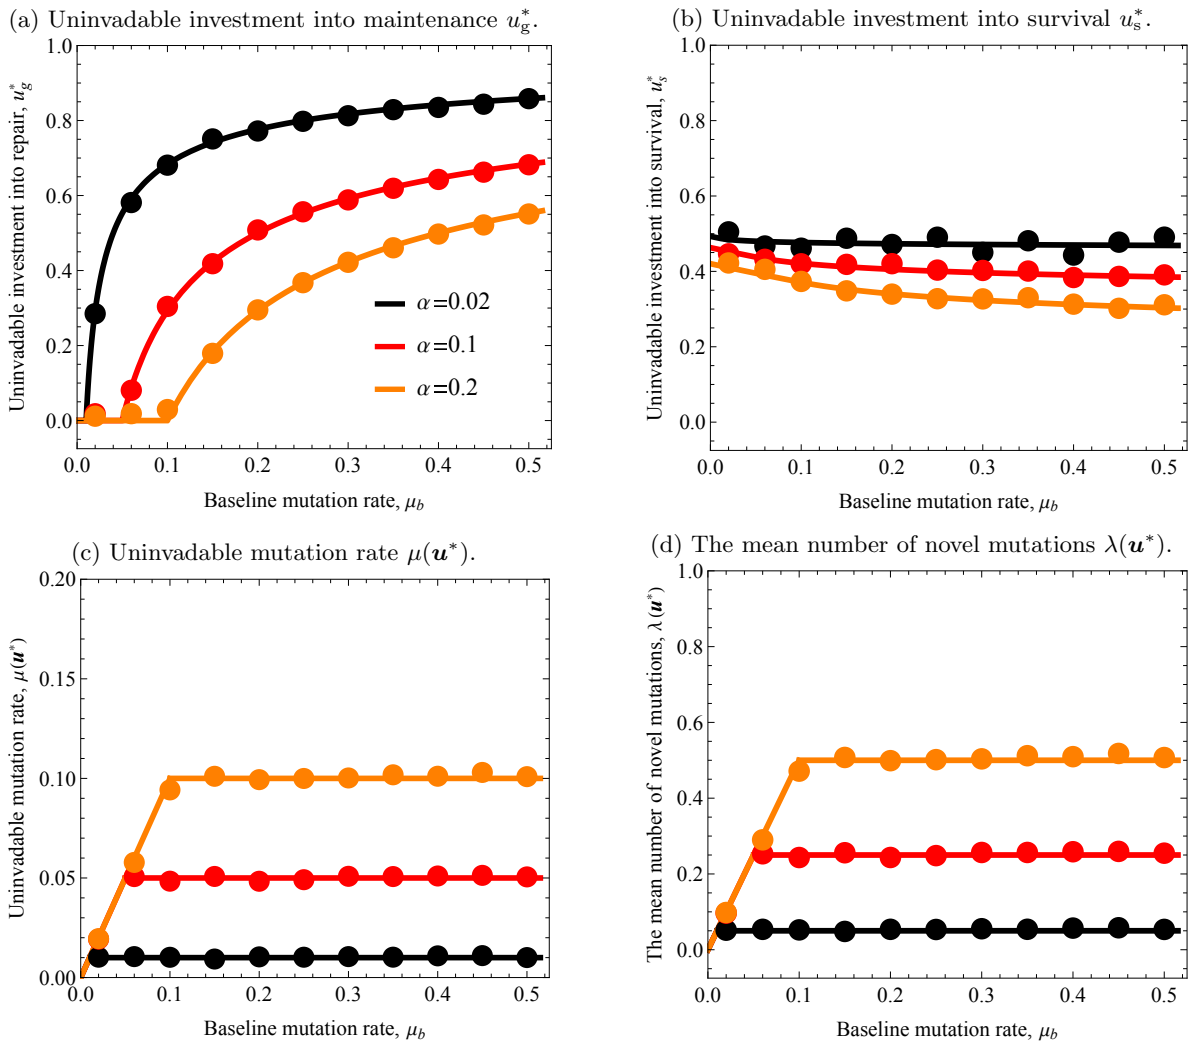 (a) Uninvadable investment into maintenance u*g.
Uninvadable investment into repair, u*g
1.0
0.8
0.6
0.4
0.2
0.0
α=0.02
α=0.1
α=0.2
0.0 0.1 0.2 0.3 0.4 0.5
Baseline mutation rate, μb
(b) Uninvadable investment into survival u*s.
Uninvadable investment into survival, u*s
1.0
0.8
0.6
0.4
0.2
0.0
0.0 0.1 0.2 0.3 0.4 0.5
Baseline mutation rate, μb
(c) Uninvadable mutation rate μ(u*).
Uninvadable mutation rate, μ(u*)
0.20
0.15
0.10
0.05
0.00
0.0 0.1 0.2 0.3 0.4 0.5
Baseline mutation rate, μb
(d) The mean number of novel mutations λ(u*).
The mean number of novel mutations, λ(u*)
1.0
0.8
0.6
0.4
0.2
0.0
0.0 0.1 0.2 0.3 0.4 0.5
Baseline mutation rate, μb